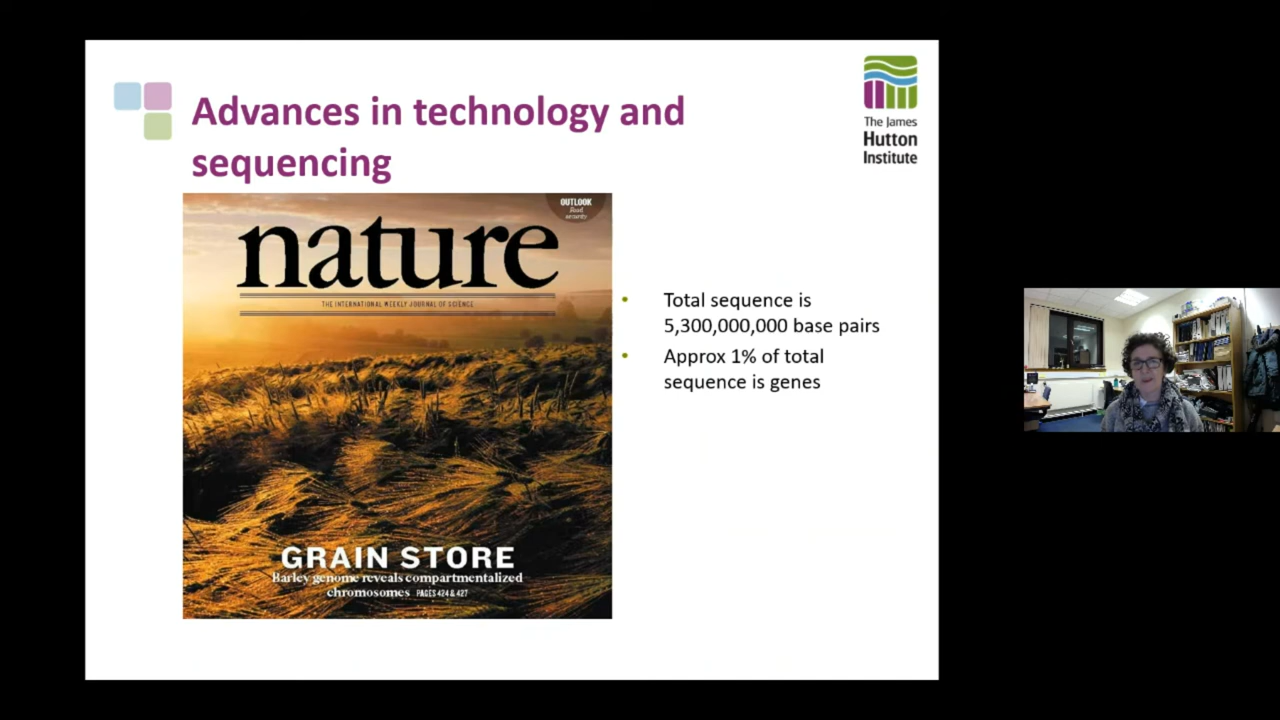 Advances in technology and
sequencing
The James
Hutton
Institute
OUTLOOK
Food
security
nature
THE INTERNATIONAL WEEKLY JOURNAL OF SCIENCE
GRAIN STORE
Barley genome reveals compartmentalized
chromosomes PAGES 424 & 427
• Total sequence is
5,300,000,000 base pairs
• Approx 1% of total
sequence is genes